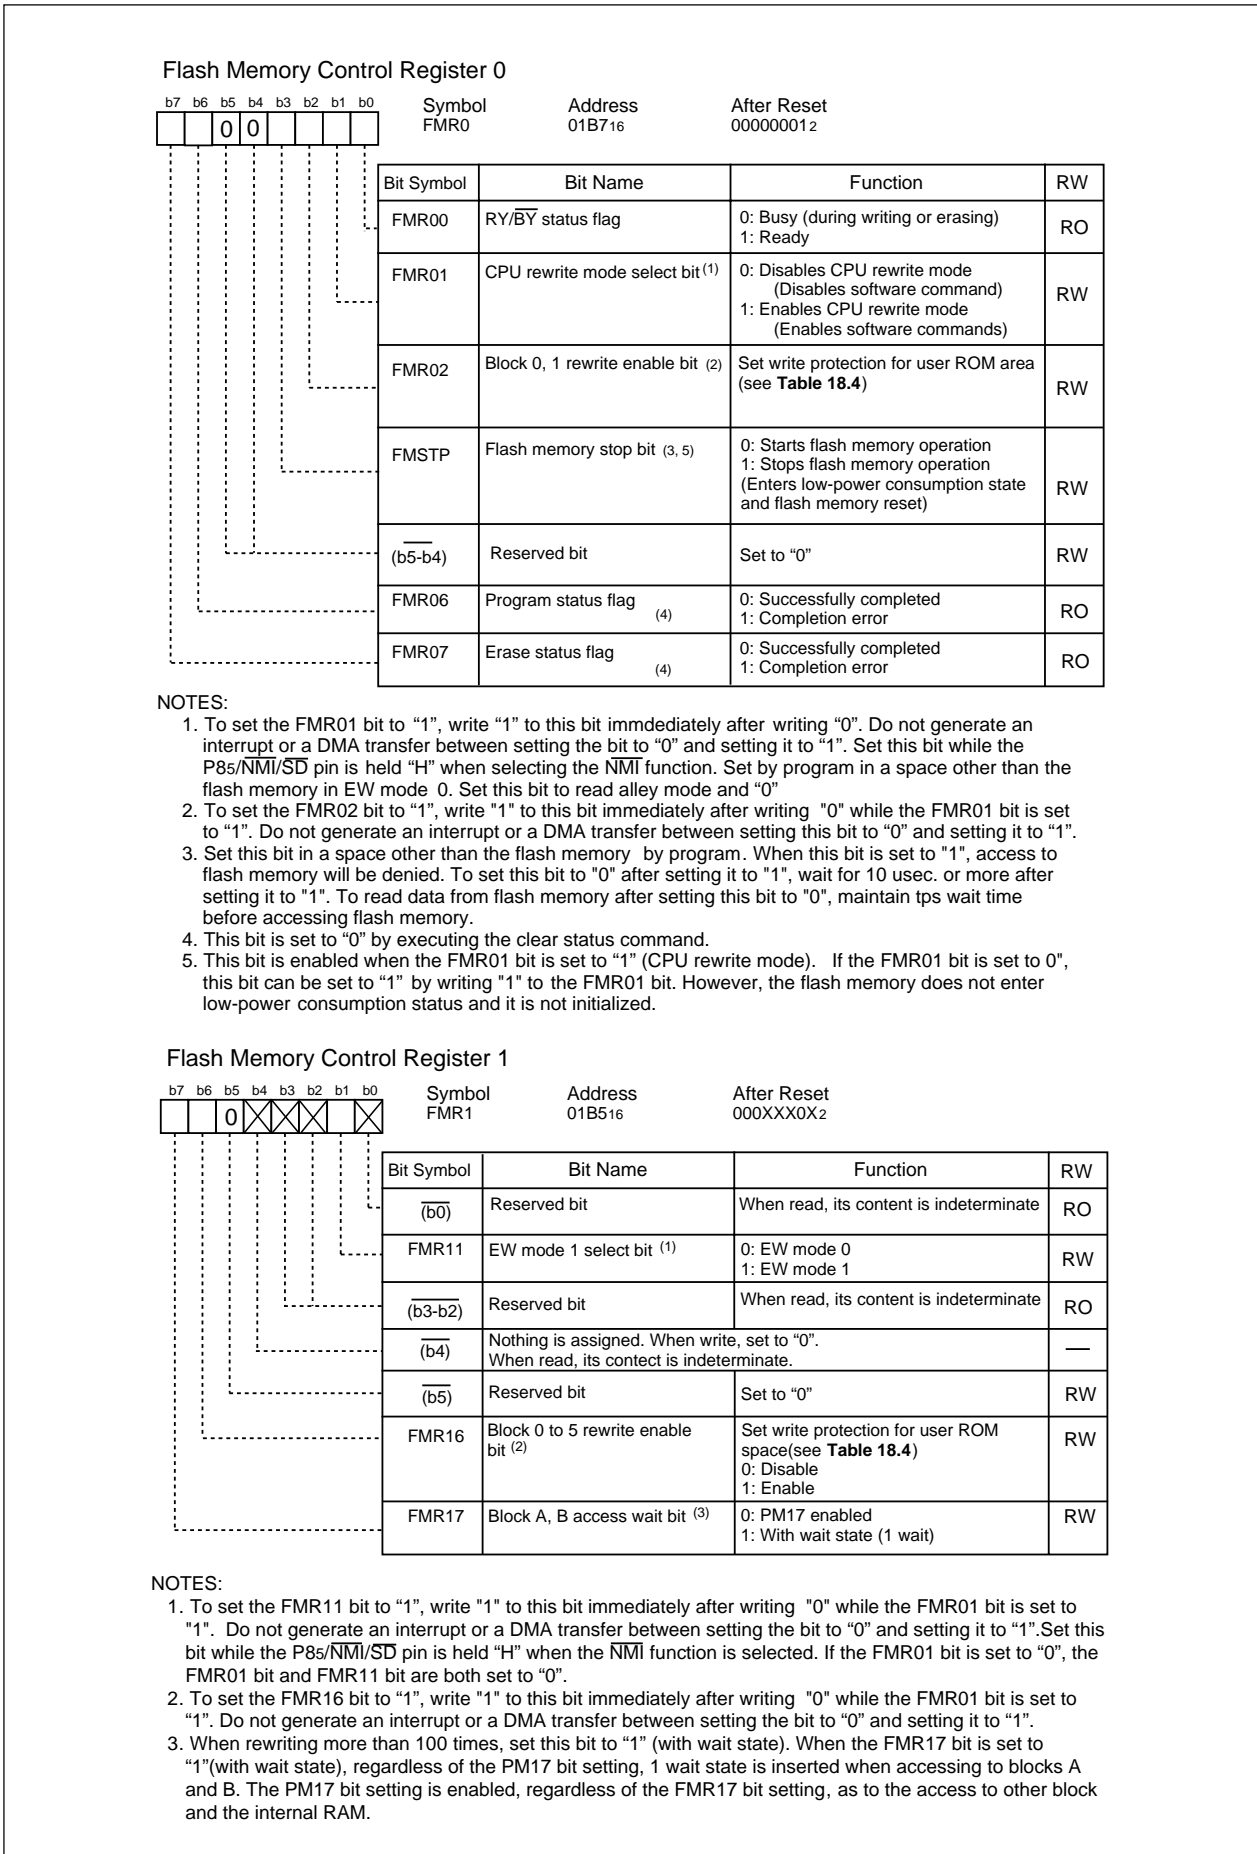 Flash Memory Control Register 0
b7 b6 b5 b4 b3 b2 b1 b0
0 0
Symbol Address After Reset
FMR0 01B716 000000012
Bit Symbol Bit Name Function RW
FMR00 RY/BY status flag 0: Busy (during writing or erasing)
1: Ready RO
FMR01 CPU rewrite mode select bit (1) 0: Disables CPU rewrite mode
(Disables software command)
1: Enables CPU rewrite mode
(Enables software commands) RW
FMR02 Block 0, 1 rewrite enable bit (2) Set write protection for user ROM area
(see Table 18.4) RW
FMSTP Flash memory stop bit (3, 5) 0: Starts flash memory operation
1: Stops flash memory operation
(Enters low-power consumption state
and flash memory reset) RW
(b5-b4) Reserved bit Set to “0” RW
FMR06 Program status flag (4) 0: Successfully completed
1: Completion error RO
FMR07 Erase status flag (4) 0: Successfully completed
1: Completion error RO
NOTES:
1. To set the FMR01 bit to “1”, write “1” to this bit immdediately after writing “0”. Do not generate an
interrupt or a DMA transfer between setting the bit to “0” and setting it to “1”. Set this bit while the
P85/NMI/SD pin is held “H” when selecting the NMI function. Set by program in a space other than the
flash memory in EW mode 0. Set this bit to read alley mode and “0”
2. To set the FMR02 bit to “1”, write "1" to this bit immediately after writing "0" while the FMR01 bit is set
to “1”. Do not generate an interrupt or a DMA transfer between setting this bit to “0” and setting it to “1”.
3. Set this bit in a space other than the flash memory by program. When this bit is set to "1", access to
flash memory will be denied. To set this bit to "0" after setting it to "1", wait for 10 usec. or more after
setting it to "1". To read data from flash memory after setting this bit to "0", maintain tps wait time
before accessing flash memory.
4. This bit is set to “0” by executing the clear status command.
5. This bit is enabled when the FMR01 bit is set to “1” (CPU rewrite mode). If the FMR01 bit is set to 0",
this bit can be set to “1” by writing "1" to the FMR01 bit. However, the flash memory does not enter
low-power consumption status and it is not initialized.
Flash Memory Control Register 1
b7 b6 b5 b4 b3 b2 b1 b0
0
Symbol Address After Reset
FMR1 01B516 000XXX0X2
Bit Symbol Bit Name Function RW
(b0) Reserved bit When read, its content is indeterminate RO
FMR11 EW mode 1 select bit (1) 0: EW mode 0
1: EW mode 1 RW
(b3-b2) Reserved bit When read, its content is indeterminate RO
(b4) Nothing is assigned. When write, set to “0”.
When read, its contect is indeterminate. —
(b5) Reserved bit Set to “0” RW
FMR16 Block 0 to 5 rewrite enable
bit (2) Set write protection for user ROM
space(see Table 18.4)
0: Disable
1: Enable RW
FMR17 Block A, B access wait bit (3) 0: PM17 enabled
1: With wait state (1 wait) RW
NOTES:
1. To set the FMR11 bit to “1”, write "1" to this bit immediately after writing "0" while the FMR01 bit is set to
"1". Do not generate an interrupt or a DMA transfer between setting the bit to “0” and setting it to “1”.Set this
bit while the P85/NMI/SD pin is held “H” when the NMI function is selected. If the FMR01 bit is set to “0”, the
FMR01 bit and FMR11 bit are both set to “0”.
2. To set the FMR16 bit to “1”, write "1" to this bit immediately after writing "0" while the FMR01 bit is set to
“1”. Do not generate an interrupt or a DMA transfer between setting the bit to “0” and setting it to “1”.
3. When rewriting more than 100 times, set this bit to “1” (with wait state). When the FMR17 bit is set to
“1”(with wait state), regardless of the PM17 bit setting, 1 wait state is inserted when accessing to blocks A
and B. The PM17 bit setting is enabled, regardless of the FMR17 bit setting, as to the access to other block
and the internal RAM.